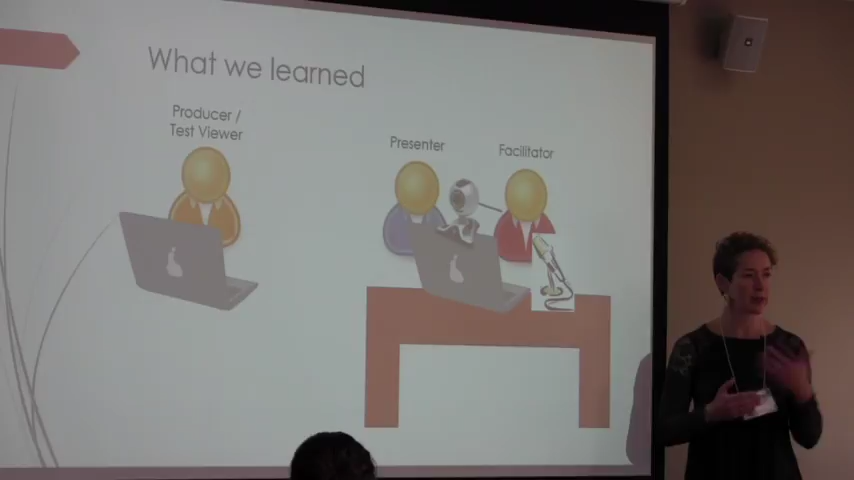 What we learned
Producer /
Test Viewer
Presenter
Facilitator